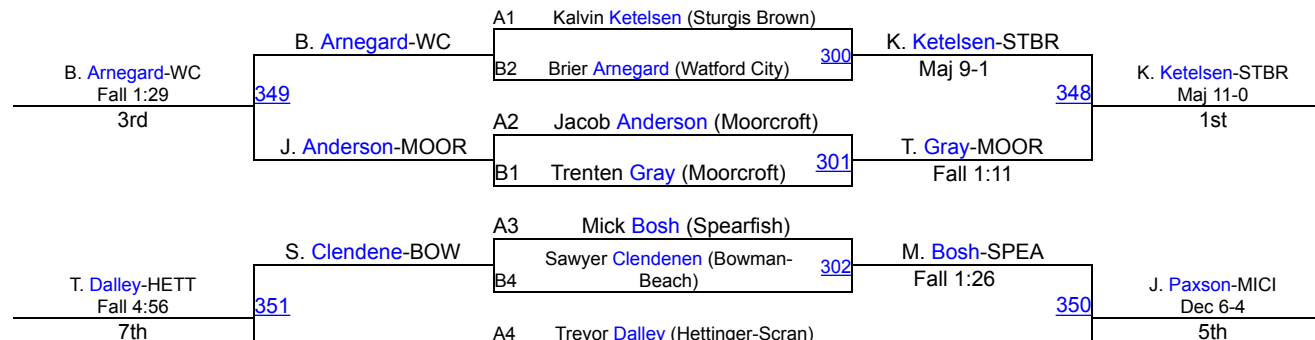 A1 Kalvin Ketelsen (Sturgis Brown)
B. Arnegard-WC
K. Ketelsen-STBR
300
B2 Brier Arnegard (Watford City)
Maj 9-1
B. Arnegard-WC
Fall 1:29
3rd
349
348
K. Ketelsen-STBR
Maj 11-0
1st
A2 Jacob Anderson (Moorcroft)
J. Anderson-MOOR
T. Gray-MOOR
301
B1 Trenten Gray (Moorcroft)
Fall 1:11
A3 Mick Bosh (Spearfish)
S. Clendene-BOW
M. Bosh-SPEA
Sawyer Clendenen (Bowman-
B4 Beach)
302
Fall 1:26
T. Dalley-HETT
Fall 4:56
7th
351
350
J. Paxson-MICI
Dec 6-4
5th
A4 Trevor Dalley (Hettinger-Scran)